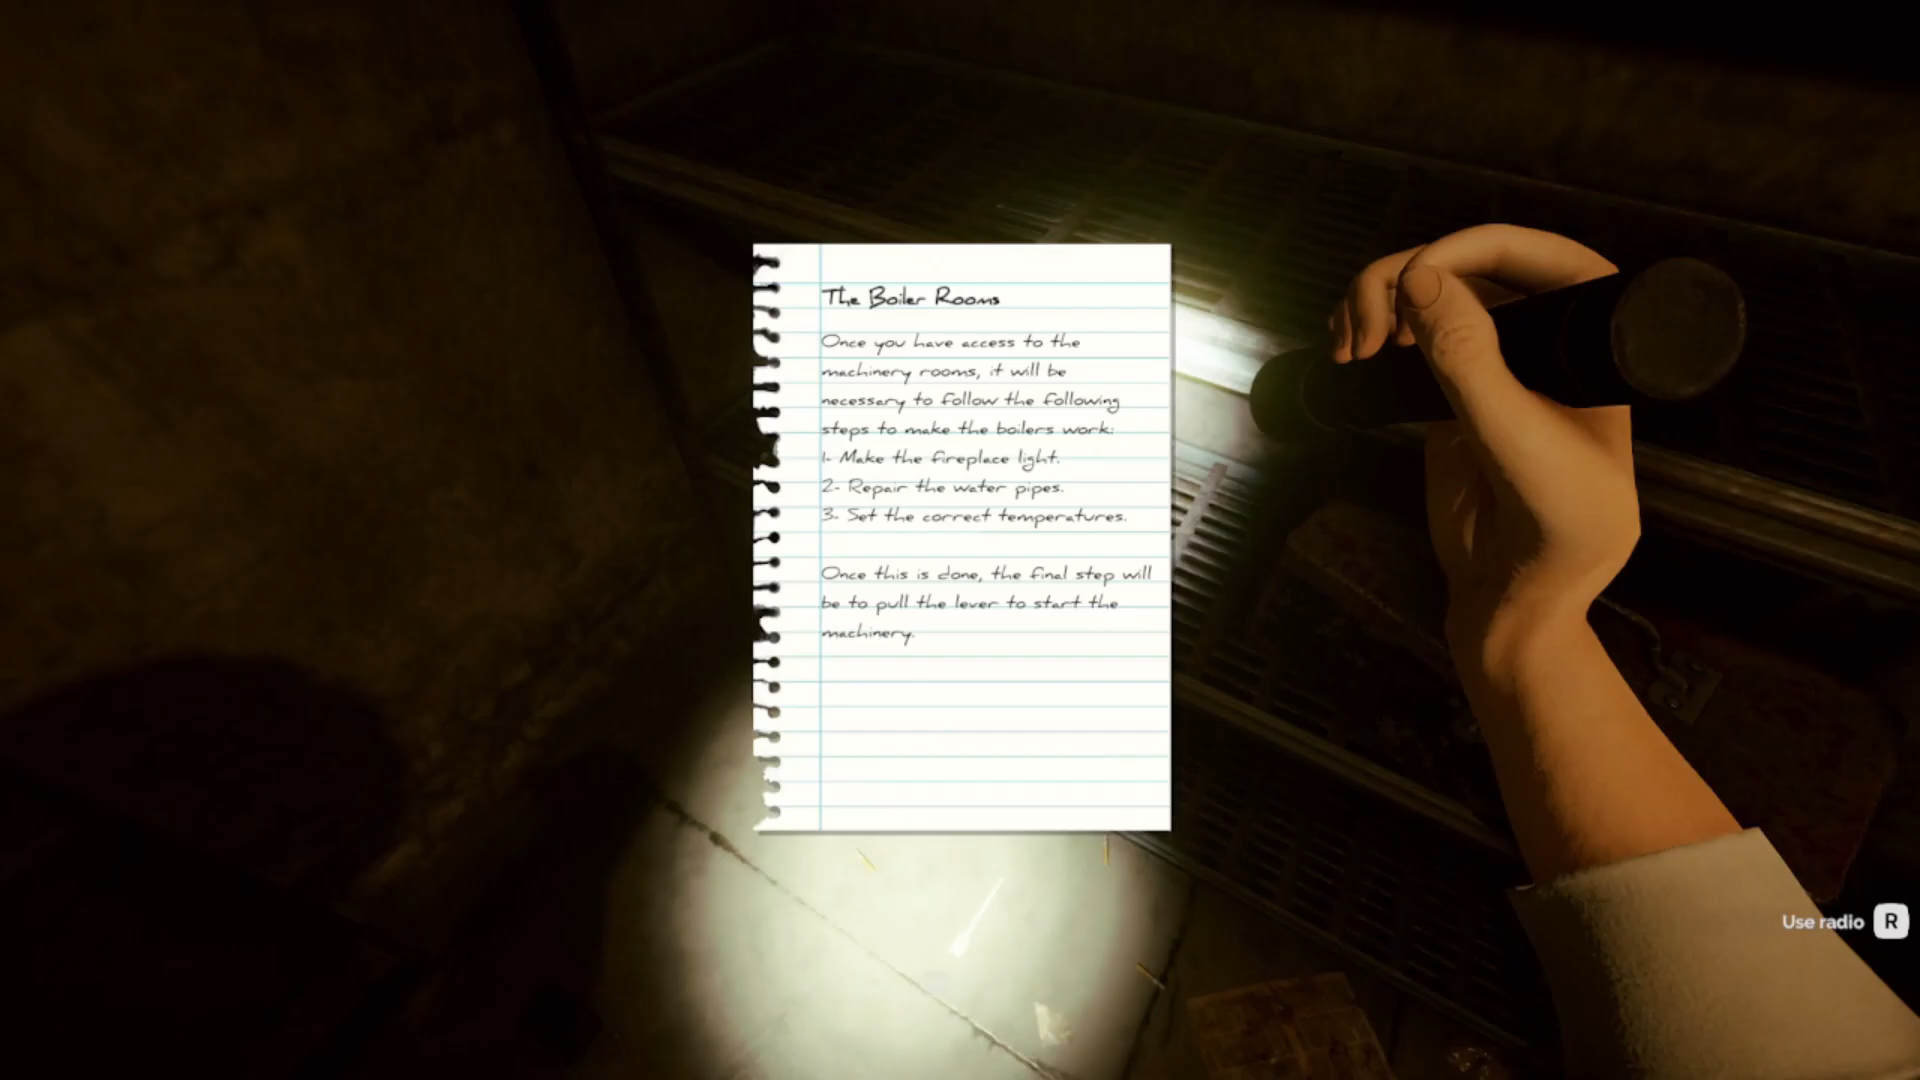 The Boiler Rooms
Once you have access to the
machinery rooms, it will be
necessary to follow the following
steps to make the boilers work:
1- Make the fireplace light.
2- Repair the water pipes.
3- Set the correct temperatures.
Once this is done, the final step will
be to pull the lever to start the
machinery.
Use radio R